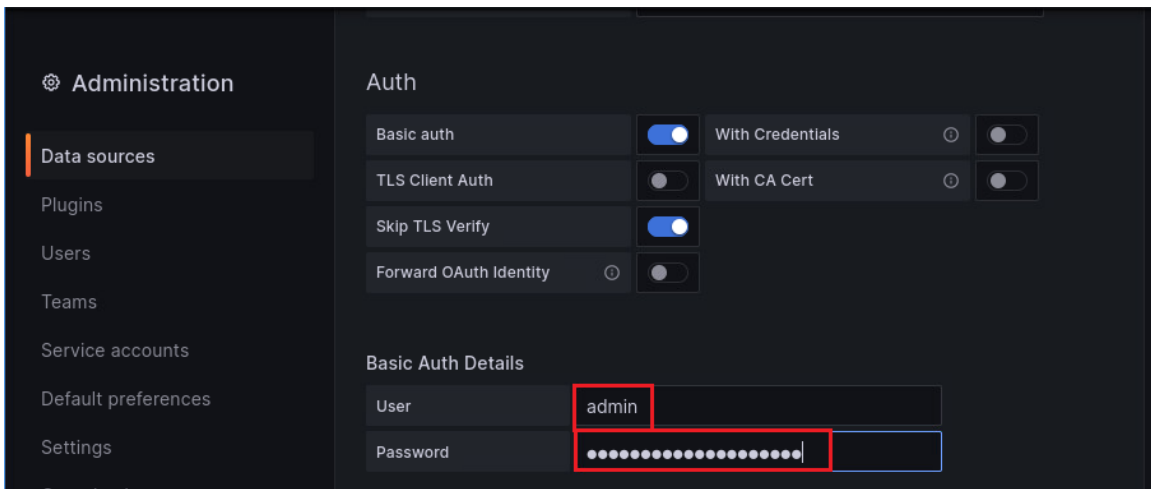 Administration
Data sources
Plugins
Users
Teams
Service accounts
Default preferences
Settings
Auth
Basic auth
With Credentials
TLS Client Auth
With CA Cert
Skip TLS Verify
Forward OAuth Identity
Basic Auth Details
User admin
Password ••••••••••••••••••••